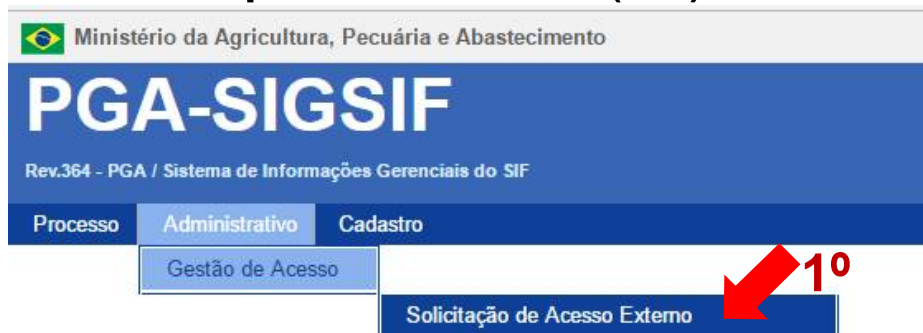 Ministério da Agricultura, Pecuária e Abastecimento
PGA-SIGSIF
Rev.364 - PGA / Sistema de Informações Gerenciais do SIF
Processo Administrativo Cadastro
Gestão de Acesso
1º
Solicitação de Acesso Externo